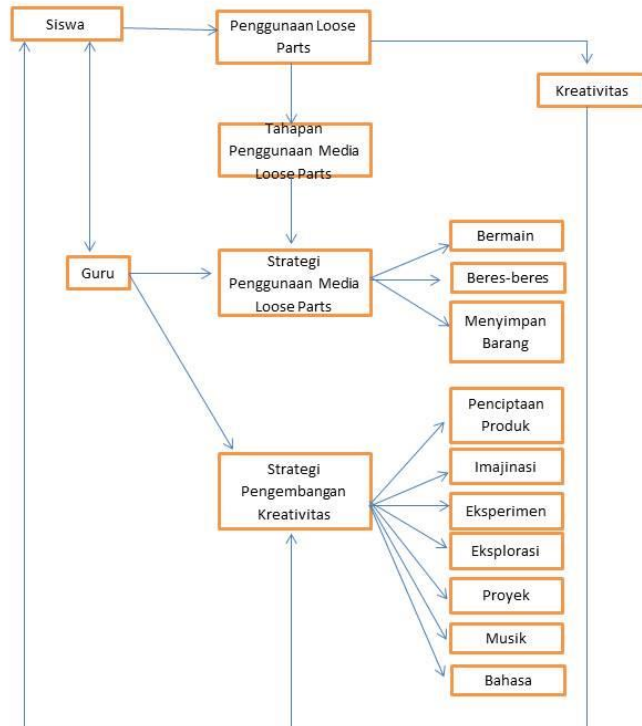 Siswa
Penggunaan Loose
Parts
Kreativitas
Tahapan
Penggunaan Media
Loose Parts
Guru
Strategi
Penggunaan Media
Loose Parts
Bermain
Beres-beres
Menyimpan
Barang
Strategi
Pengembangan
Kreativitas
Penciptaan
Produk
Imajinasi
Eksperimen
Eksplorasi
Proyek
Musik
Bahasa